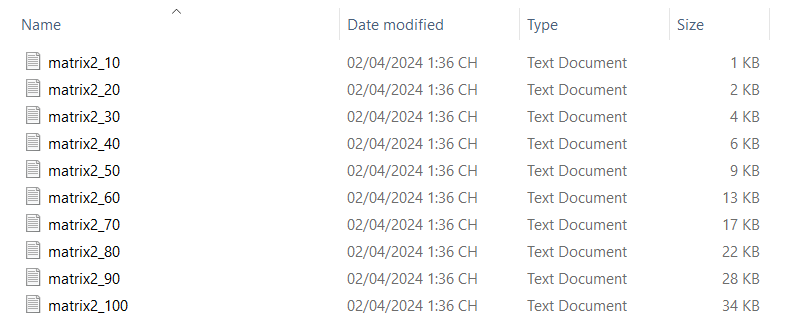 Name Date modified Type Size
matrix2_10 02/04/2024 1:36 CH Text Document 1 KB
matrix2_20 02/04/2024 1:36 CH Text Document 2 KB
matrix2_30 02/04/2024 1:36 CH Text Document 4 KB
matrix2_40 02/04/2024 1:36 CH Text Document 6 KB
matrix2_50 02/04/2024 1:36 CH Text Document 9 KB
matrix2_60 02/04/2024 1:36 CH Text Document 13 KB
matrix2_70 02/04/2024 1:36 CH Text Document 17 KB
matrix2_80 02/04/2024 1:36 CH Text Document 22 KB
matrix2_90 02/04/2024 1:36 CH Text Document 28 KB
matrix2_100 02/04/2024 1:36 CH Text Document 34 KB